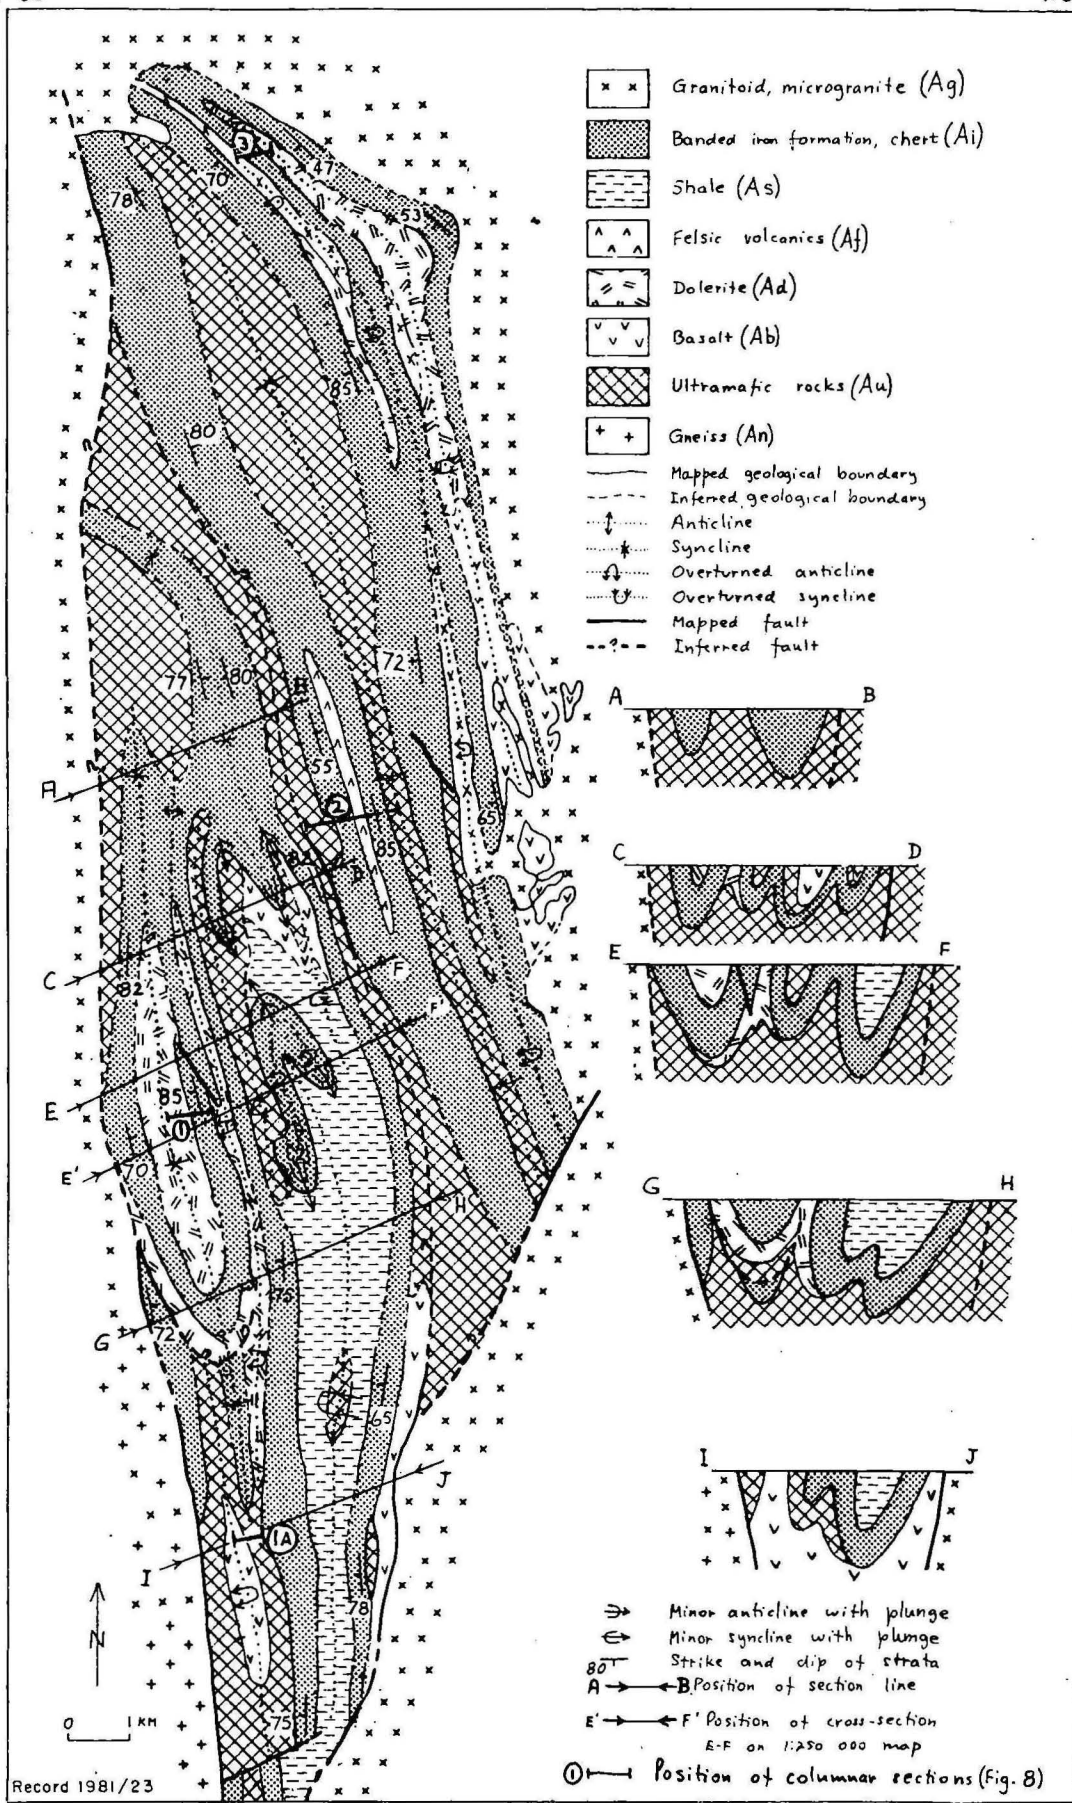 Granitoid, microgranite (Ag)
Banded iron formation, chert (Ai)
Shale (As)
Felsic volcanics (Af)
Dolerite (Ad)
Basalt (Ab)
Ultramafic rocks (Au)
Gneiss (An)
Mapped geological boundary
Inferred geological boundary
Anticline
Syncline
Overturned anticline
Overturned syncline
Mapped fault
--?-- Inferred fault
3
47
70
53
78
85
80
72
77
80
B
A
55
2
65
85
82
D
C
82
F
F'
E
85
1
E'
70
H
75
G
72
65
J
1A
I
78
75
N
0 1 KM
A B
C D
E F
G H
I J
Minor anticline with plunge
Minor syncline with plunge
80 Strike and dip of strata
A B Position of section line
E' F' Position of cross-section
E-F on 1:250 000 map
1 Position of columnar sections (Fig. 8)
Record 1981/23